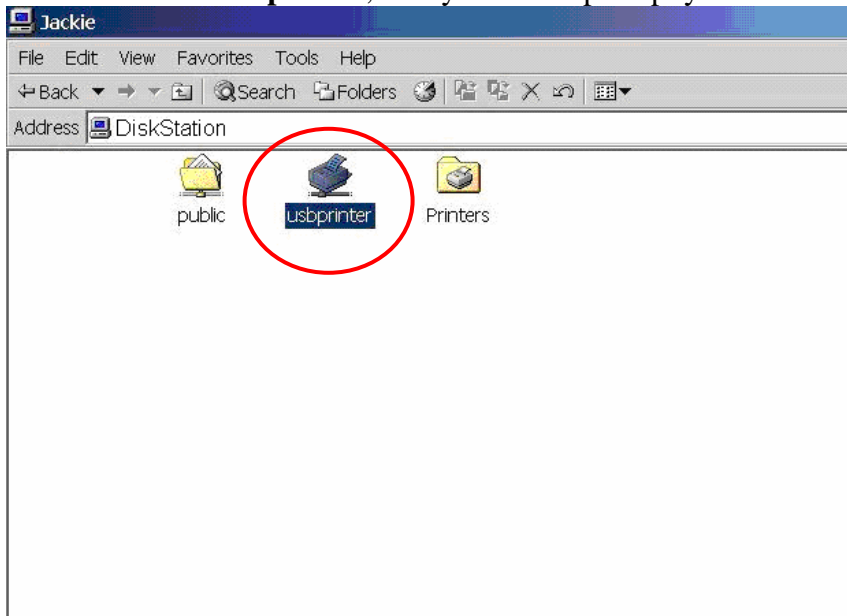 Jackie
File Edit View Favorites Tools Help
Back Search Folders
Address DiskStation
public usbprinter Printers